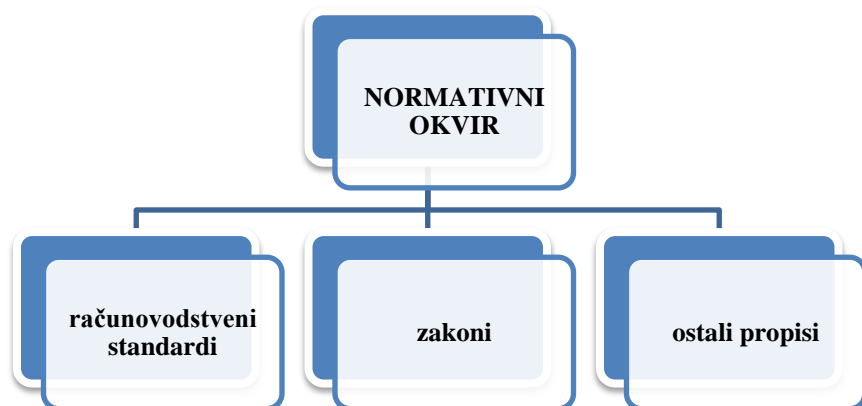 NORMATIVNI
OKVIR
računovodstveni
standardi
zakoni
ostali propisi